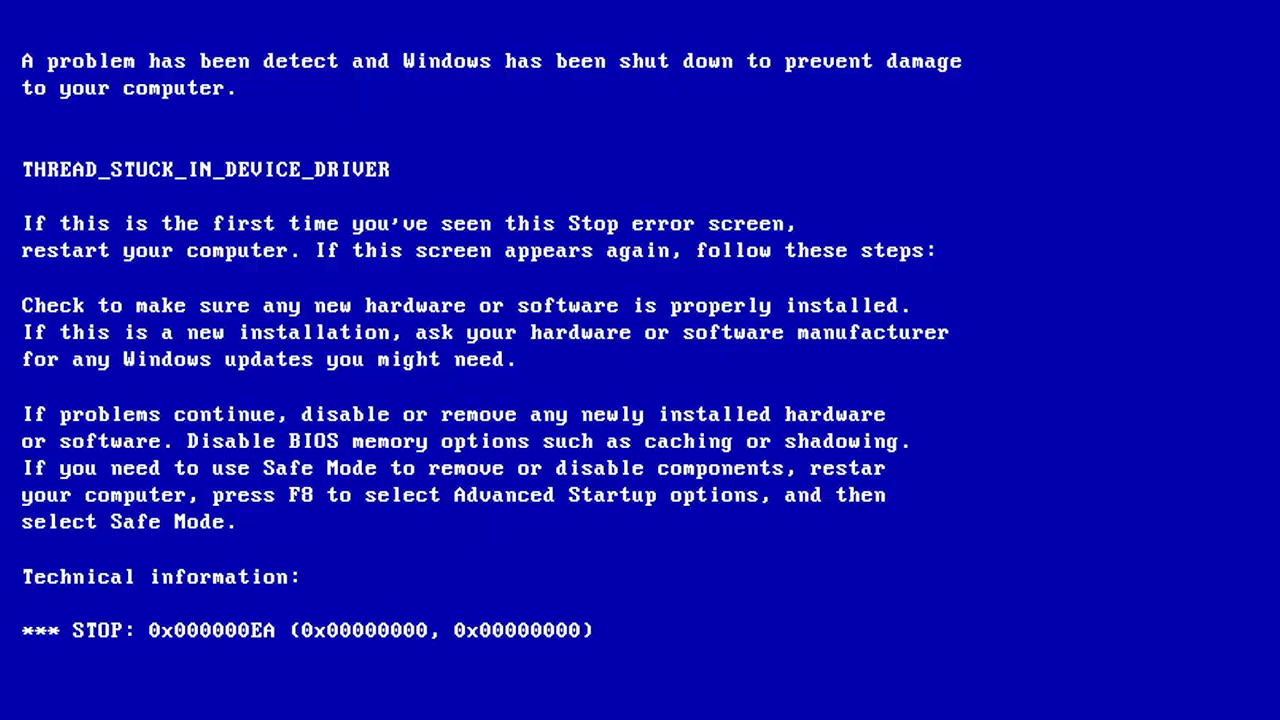 A problem has been detect and Windows has been shut down to prevent damage
to your computer.
THREAD_STUCK_IN_DEVICE_DRIVER
If this is the first time you've seen this Stop error screen,
restart your computer. If this screen appears again, follow these steps:
Check to make sure any new hardware or software is properly installed.
If this is a new installation, ask your hardware or software manufacturer
for any Windows updates you might need.
If problems continue, disable or remove any newly installed hardware
or software. Disable BIOS memory options such as caching or shadowing.
If you need to use Safe Mode to remove or disable components, restar
your computer, press F8 to select Advanced Startup options, and then
select Safe Mode.
Technical information:
*** STOP: 0x000000EA (0x00000000, 0x00000000)